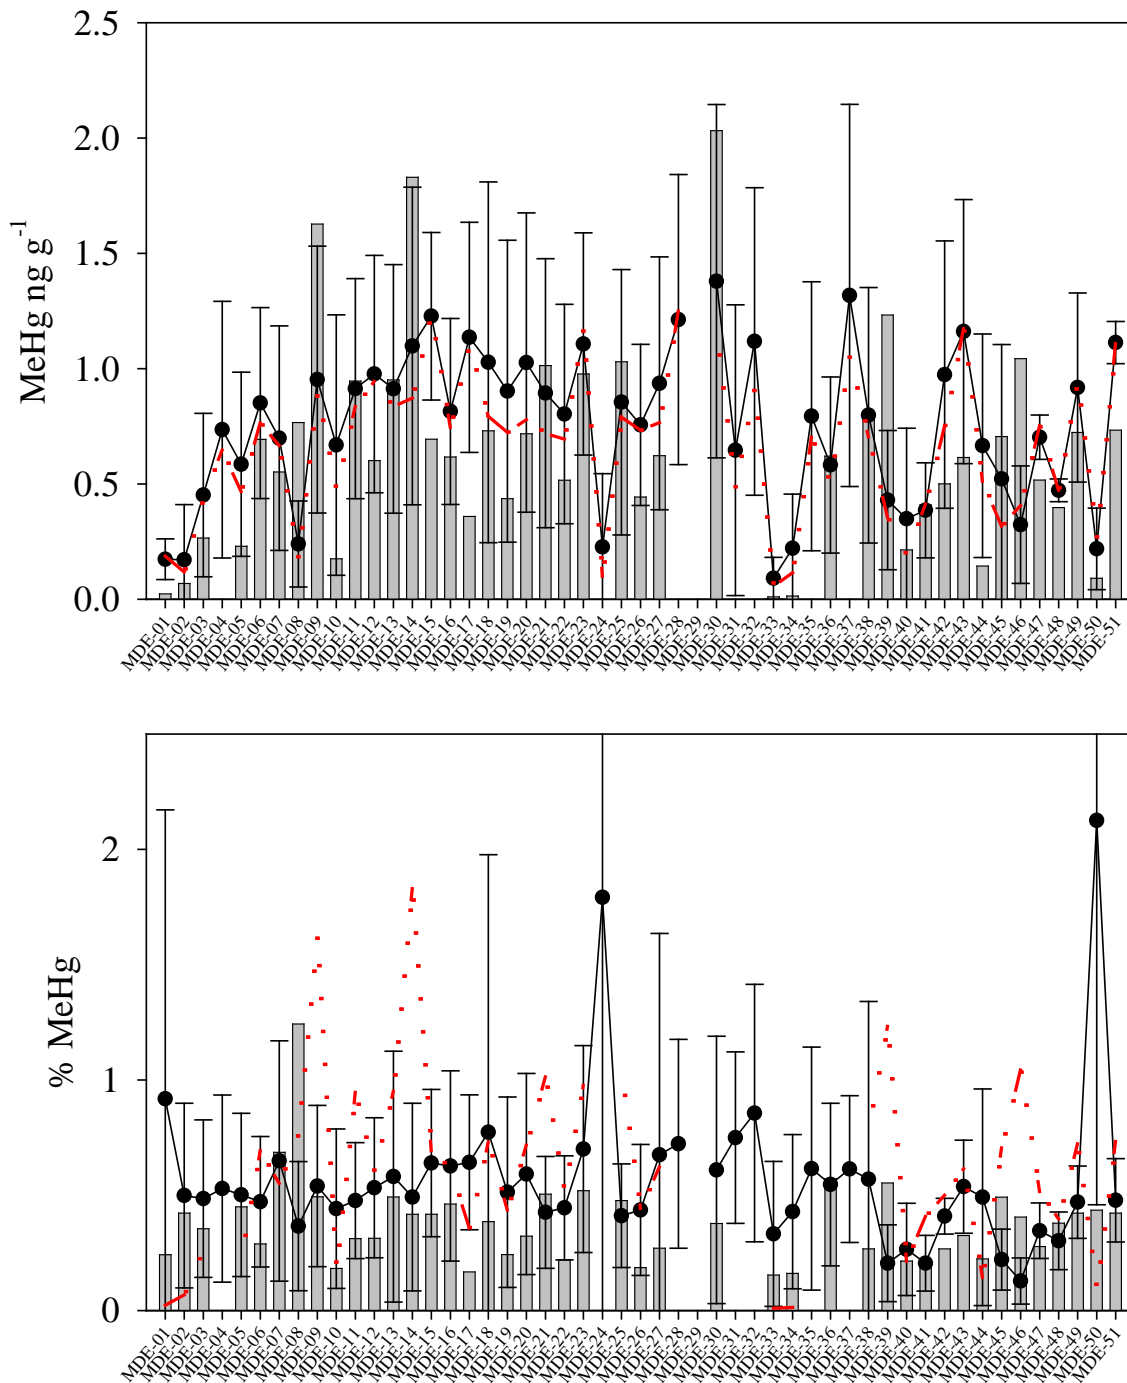 2.5
2.0
1.5
1.0
0.5
0.0
MeHg ng g⁻¹
MDE-01
MDE-02
MDE-03
MDE-04
MDE-05
MDE-06
MDE-07
MDE-08
MDE-09
MDE-10
MDE-11
MDE-12
MDE-13
MDE-14
MDE-15
MDE-16
MDE-17
MDE-18
MDE-19
MDE-20
MDE-21
MDE-22
MDE-23
MDE-24
MDE-25
MDE-26
MDE-27
MDE-28
MDE-29
MDE-30
MDE-31
MDE-32
MDE-33
MDE-34
MDE-35
MDE-36
MDE-37
MDE-38
MDE-39
MDE-40
MDE-41
MDE-42
MDE-43
MDE-44
MDE-45
MDE-46
MDE-47
MDE-48
MDE-49
MDE-50
MDE-51
2
1
0
% MeHg
MDE-01
MDE-02
MDE-03
MDE-04
MDE-05
MDE-06
MDE-07
MDE-08
MDE-09
MDE-10
MDE-11
MDE-12
MDE-13
MDE-14
MDE-15
MDE-16
MDE-17
MDE-18
MDE-19
MDE-20
MDE-21
MDE-22
MDE-23
MDE-24
MDE-25
MDE-26
MDE-27
MDE-28
MDE-29
MDE-30
MDE-31
MDE-32
MDE-33
MDE-34
MDE-35
MDE-36
MDE-37
MDE-38
MDE-39
MDE-40
MDE-41
MDE-42
MDE-43
MDE-44
MDE-45
MDE-46
MDE-47
MDE-48
MDE-49
MDE-50
MDE-51